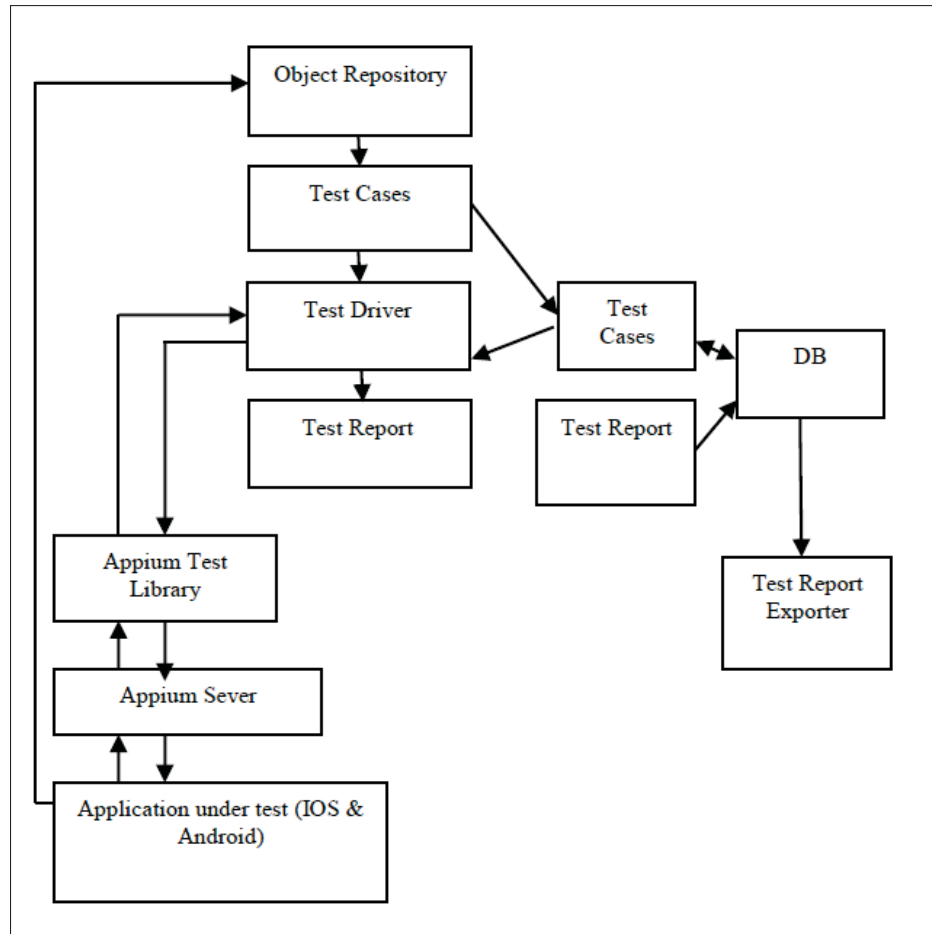 Object Repository
Test Cases
Test Driver
Test
Cases
DB
Test Report
Test Report
Appium Test
Library
Test Report
Exporter
Appium Sever
Application under test (IOS &
Android)